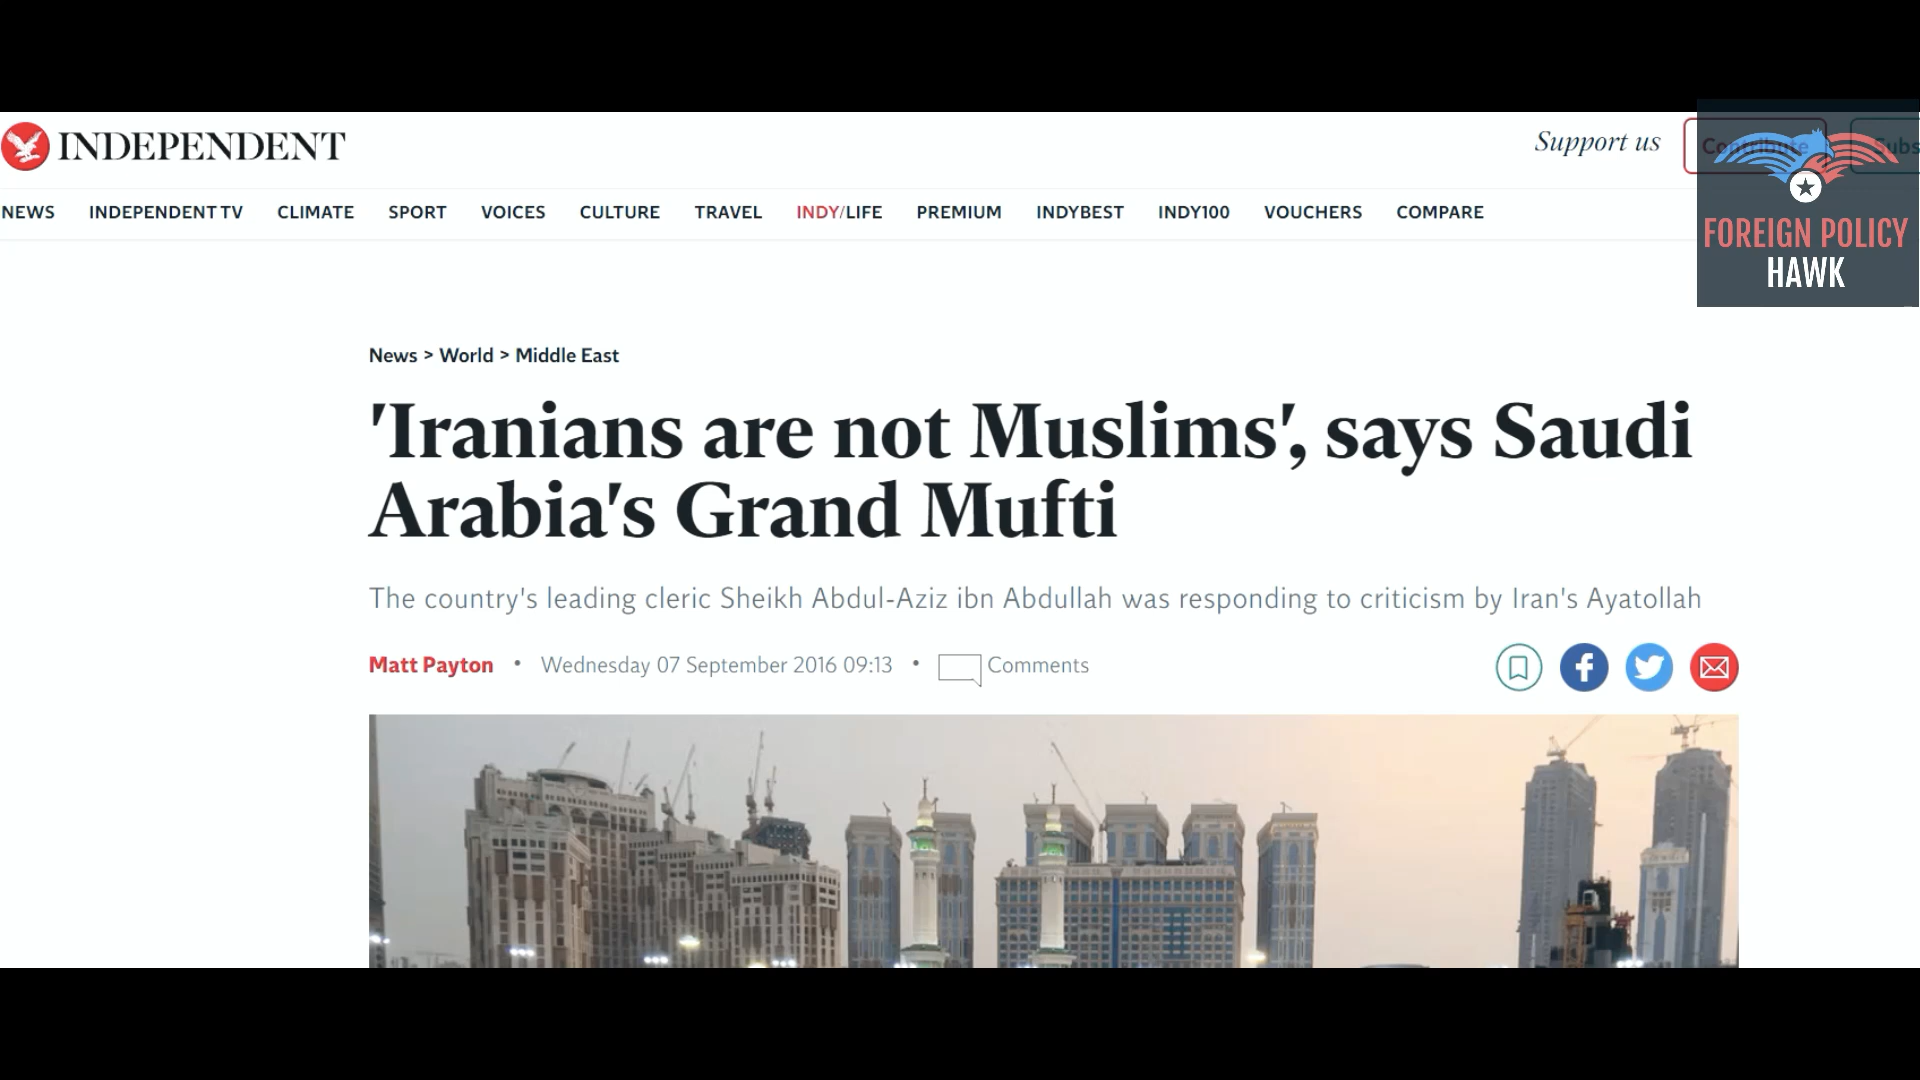 INDEPENDENT
Support us
Contribute
Subs
FOREIGN POLICY
HAWK
NEWS INDEPENDENT TV CLIMATE SPORT VOICES CULTURE TRAVEL INDY/LIFE PREMIUM INDYBEST INDY100 VOUCHERS COMPARE
News > World > Middle East
'Iranians are not Muslims', says Saudi
Arabia's Grand Mufti
The country's leading cleric Sheikh Abdul-Aziz ibn Abdullah was responding to criticism by Iran's Ayatollah
Matt Payton • Wednesday 07 September 2016 09:13 • Comments